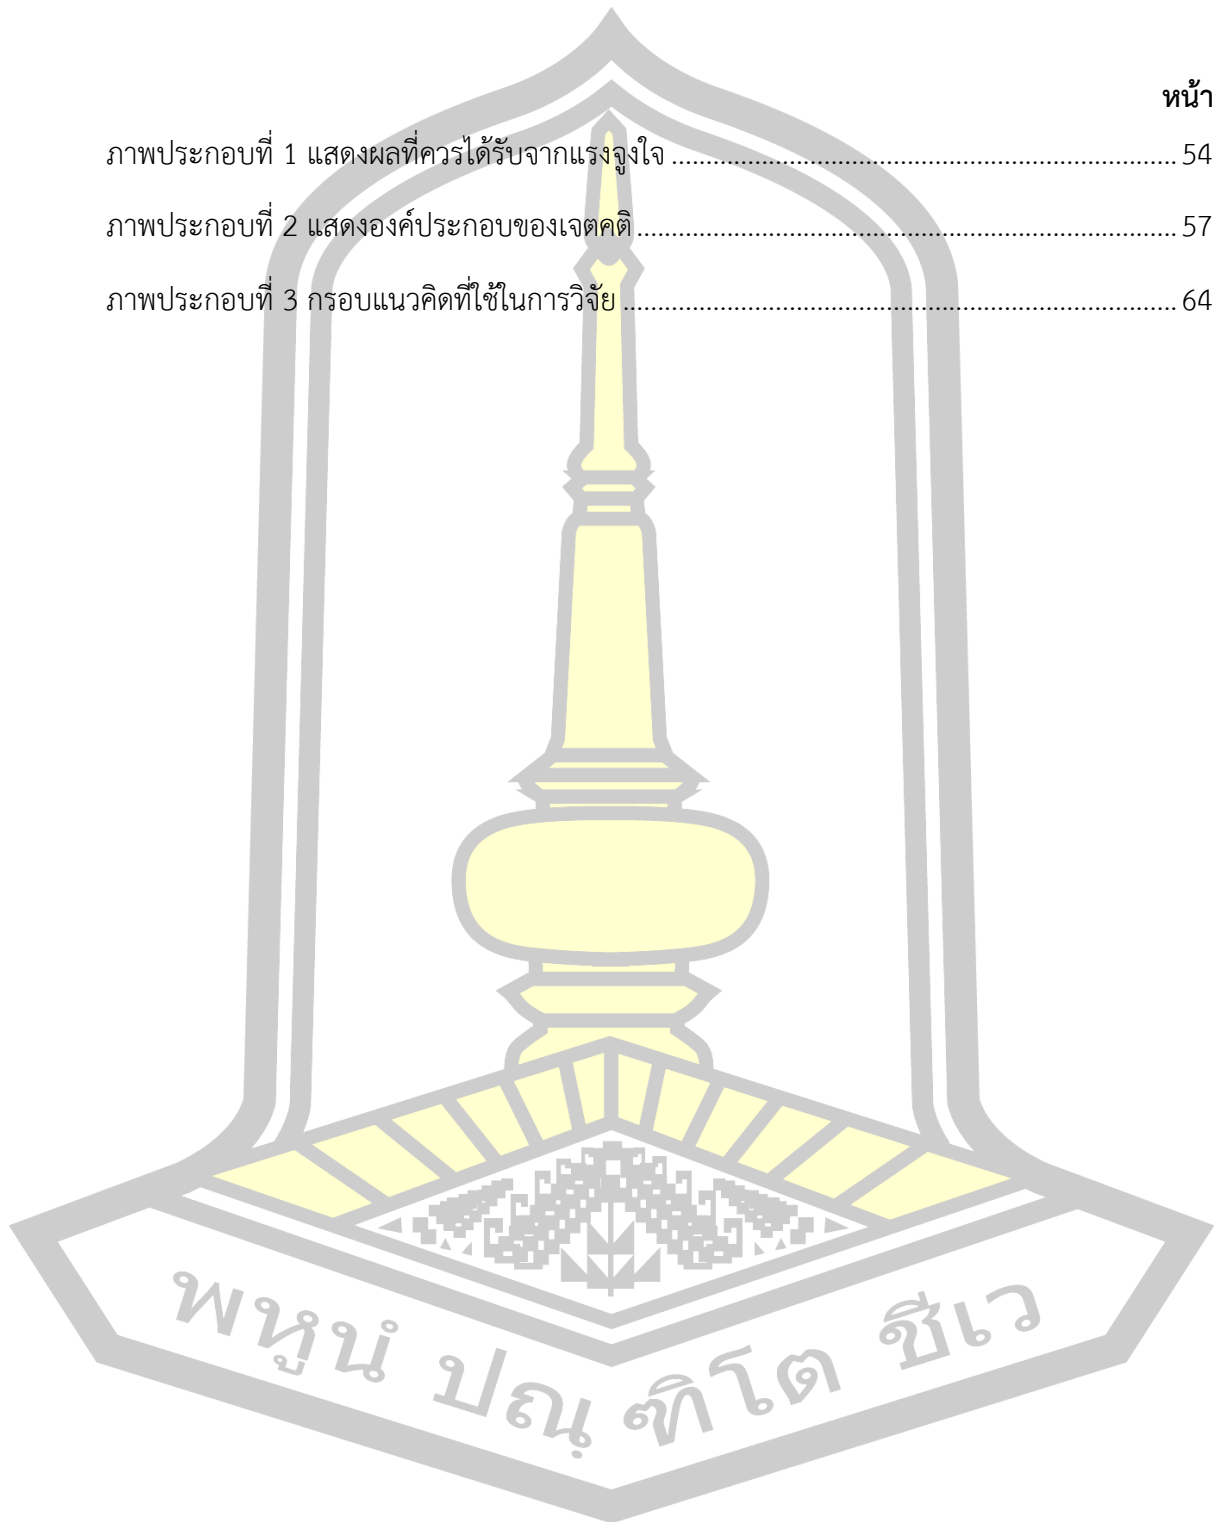 หน้า
ภาพประกอบที่ 1 แสดงผลที่ควรได้รับจากแรงจูงใจ ............................................................. 54
ภาพประกอบที่ 2 แสดงองค์ประกอบของเจตคติ ................................................................. 57
ภาพประกอบที่ 3 กรอบแนวคิดที่ใช้ในการวิจัย ................................................................... 64
พหูนํ ปณฺ ฑิโต ชีเว